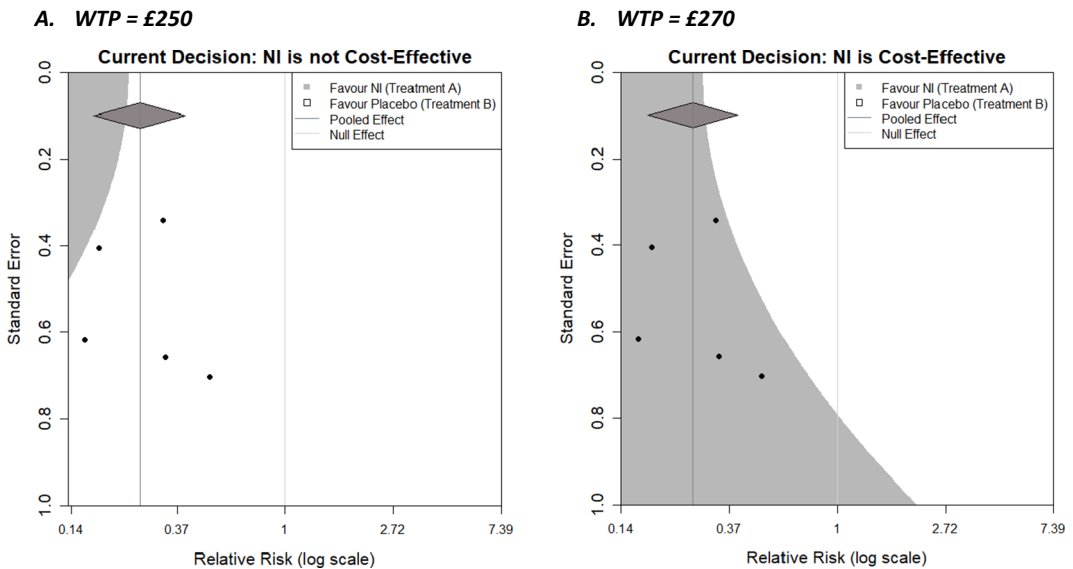 A. WTP = £250
Current Decision: NI is not Cost-Effective
Favour NI (Treatment A)
Favour Placebo (Treatment B)
Pooled Effect
Null Effect
Standard Error
0.0
0.2
0.4
0.6
0.8
1.0
0.14 0.37 1 2.72 7.39
Relative Risk (log scale)
B. WTP = £270
Current Decision: NI is Cost-Effective
Favour NI (Treatment A)
Favour Placebo (Treatment B)
Pooled Effect
Null Effect
Standard Error
0.0
0.2
0.4
0.6
0.8
1.0
0.14 0.37 1 2.72 7.39
Relative Risk (log scale)